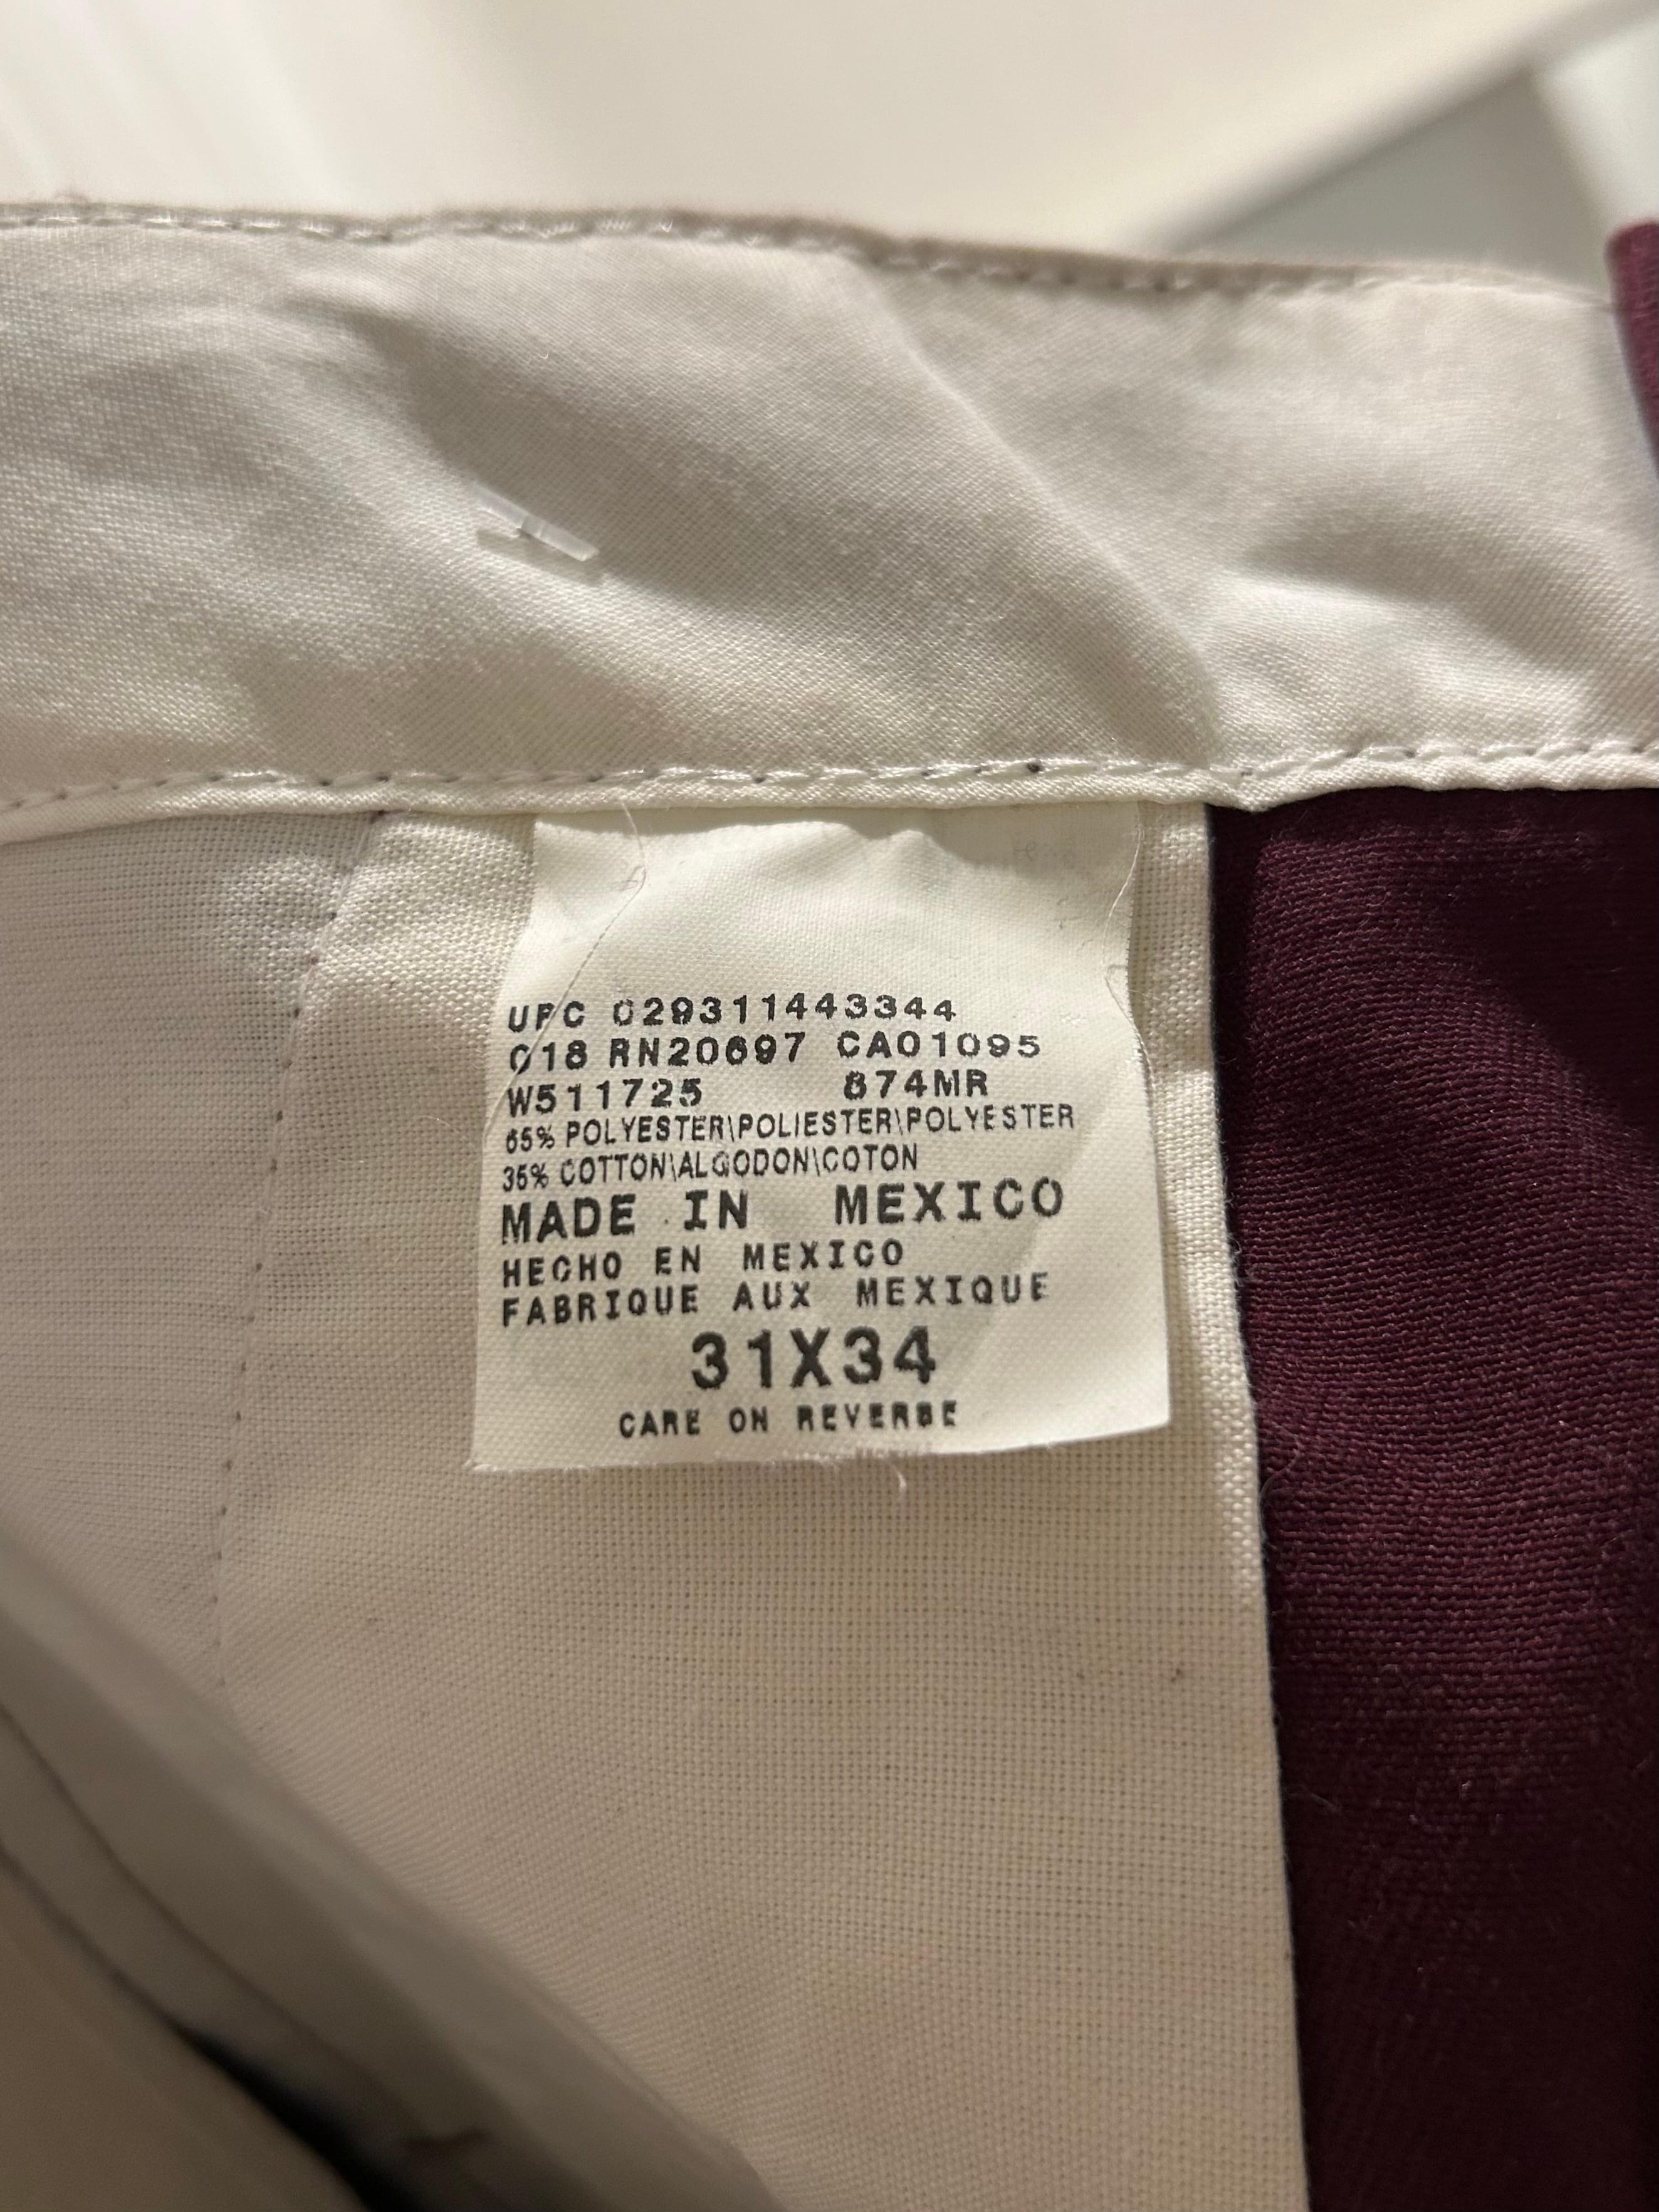 UPC 029311443344
C18 RN20697 CA01095
W511725 874MR
65% POLYESTER\POLIESTER\POLYESTER
35% COTTON\ALGODON\COTON
MADE IN MEXICO
HECHO EN MEXICO
FABRIQUE AUX MEXIQUE
31X34
CARE ON REVERSE